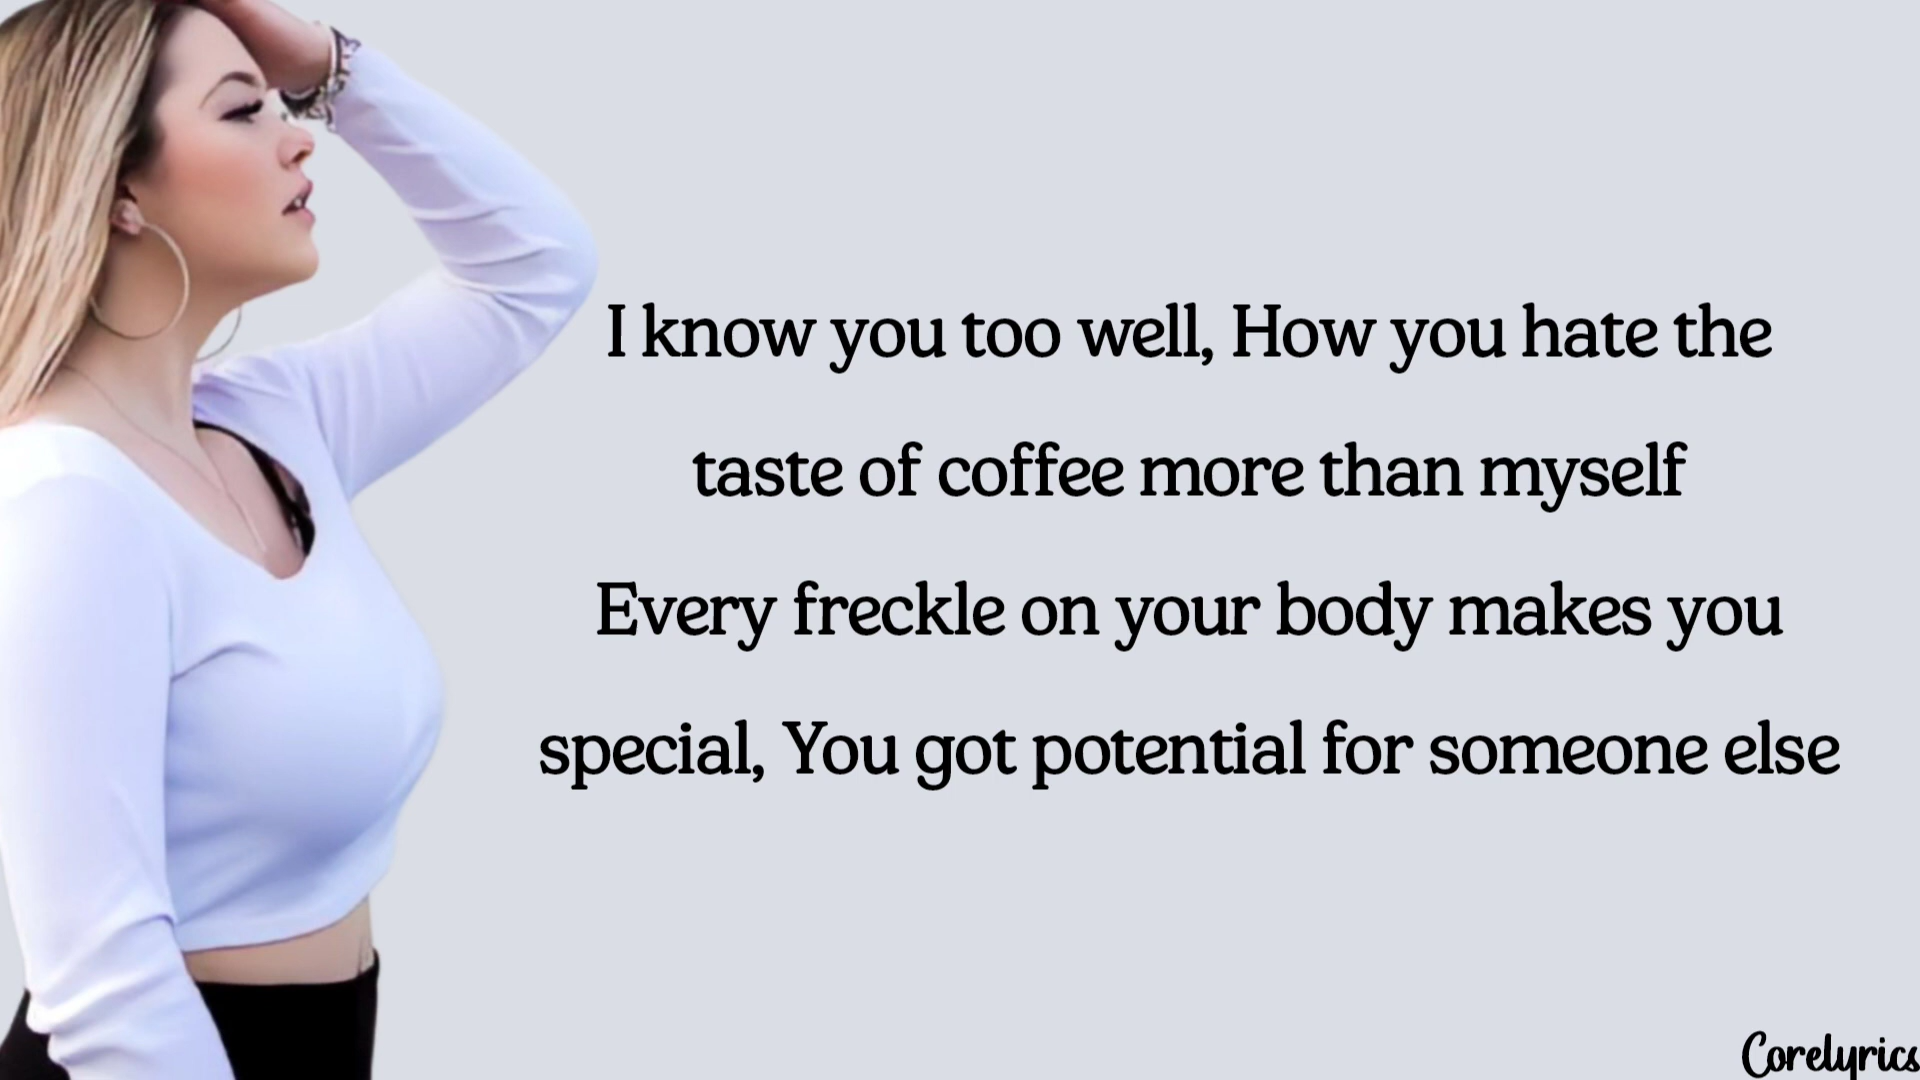 I know you too well, How you hate the
taste of coffee more than myself
Every freckle on your body makes you
special, You got potential for someone else
Corelyrics